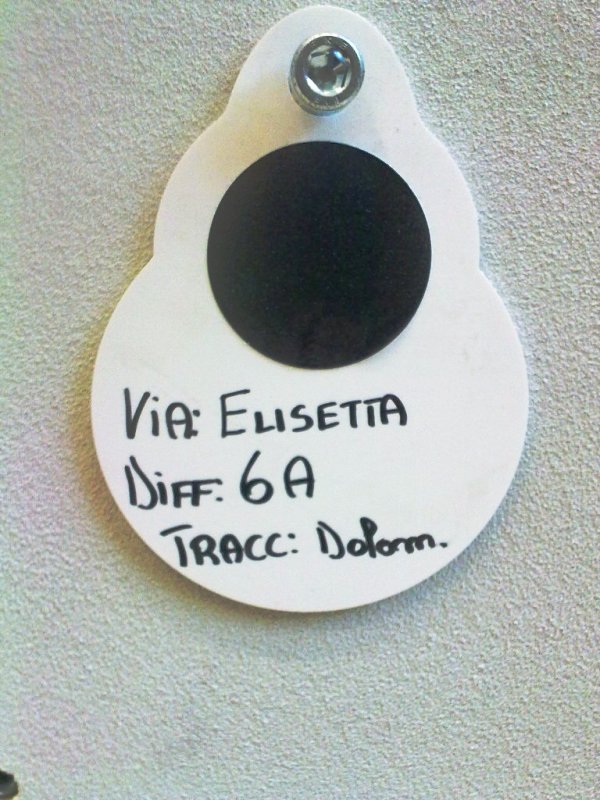 ViA: ELISETTA
DiFF: 6A
TRACC: Dolom.